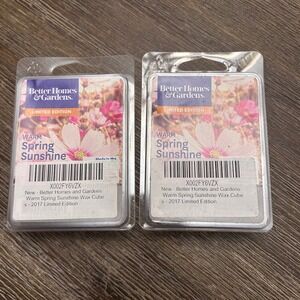 Better Homes
& Gardens.
LIMITED EDITION
WARM
Spring
Sunshine
X002FY6VZX
New - Better Homes and Gardens
Warm Spring Sunshine Wax Cube
s - 2017 Limited Edition
Better Homes
& Gardens.
LIMITED EDITION
WARM
Spring
Sunshine
X002FY6VZX
New - Better Homes and Gardens
Warm Spring Sunshine Wax Cube
s - 2017 Limited Edition